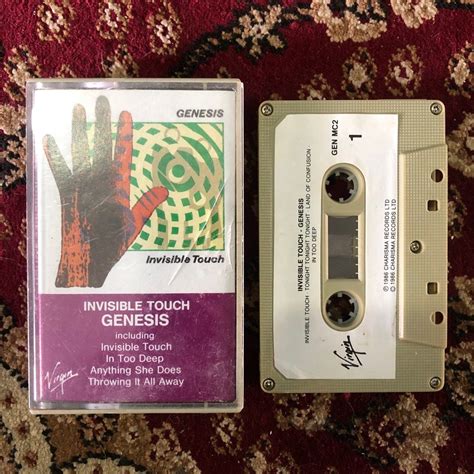 GENESIS
Invisible Touch
INVISIBLE TOUCH
GENESIS
including
Invisible Touch
In Too Deep
Anything She Does
Throwing It All Away
Virgin
GEN MC2
1
INVISIBLE TOUCH - GENESIS
INVISIBLE TOUCH · TONIGHT TONIGHT TONIGHT · LAND OF CONFUSION
IN TOO DEEP
℗ 1986 CHARISMA RECORDS LTD
© 1986 CHARISMA RECORDS LTD
Virgin